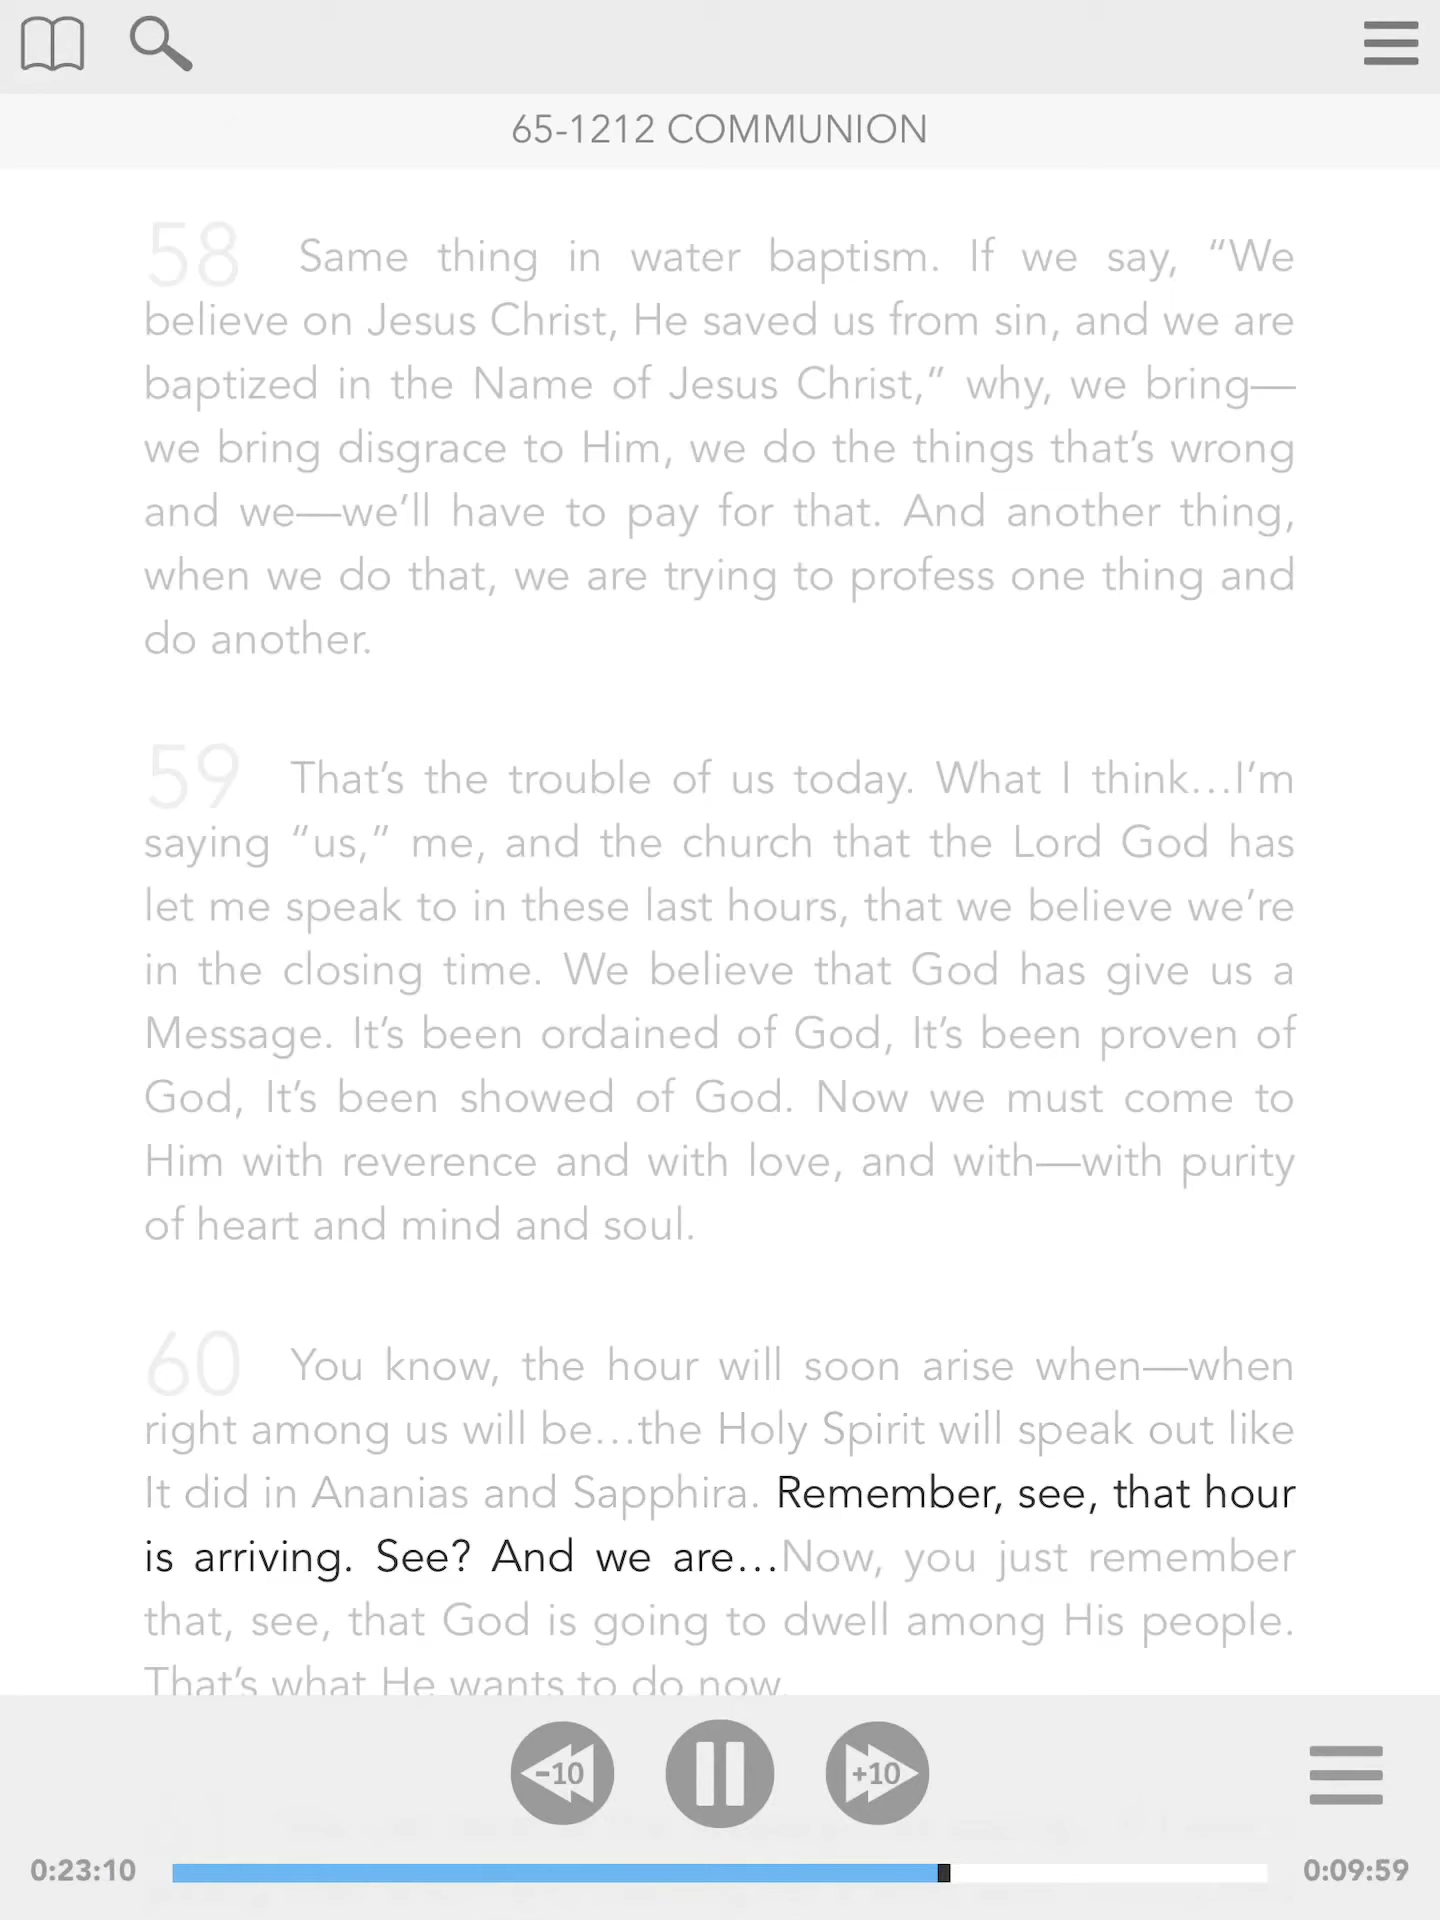 65-1212 COMMUNION
58 Same thing in water baptism. If we say, “We
believe on Jesus Christ, He saved us from sin, and we are
baptized in the Name of Jesus Christ,” why, we bring—
we bring disgrace to Him, we do the things that’s wrong
and we—we’ll have to pay for that. And another thing,
when we do that, we are trying to profess one thing and
do another.
59 That’s the trouble of us today. What I think…I’m
saying “us,” me, and the church that the Lord God has
let me speak to in these last hours, that we believe we’re
in the closing time. We believe that God has give us a
Message. It’s been ordained of God, It’s been proven of
God, It’s been showed of God. Now we must come to
Him with reverence and with love, and with—with purity
of heart and mind and soul.
60 You know, the hour will soon arise when—when
right among us will be…the Holy Spirit will speak out like
It did in Ananias and Sapphira. Remember, see, that hour
is arriving. See? And we are…Now, you just remember
that, see, that God is going to dwell among His people.
That’s what He wants to do now.
-10 +10
0:23:10 0:09:59